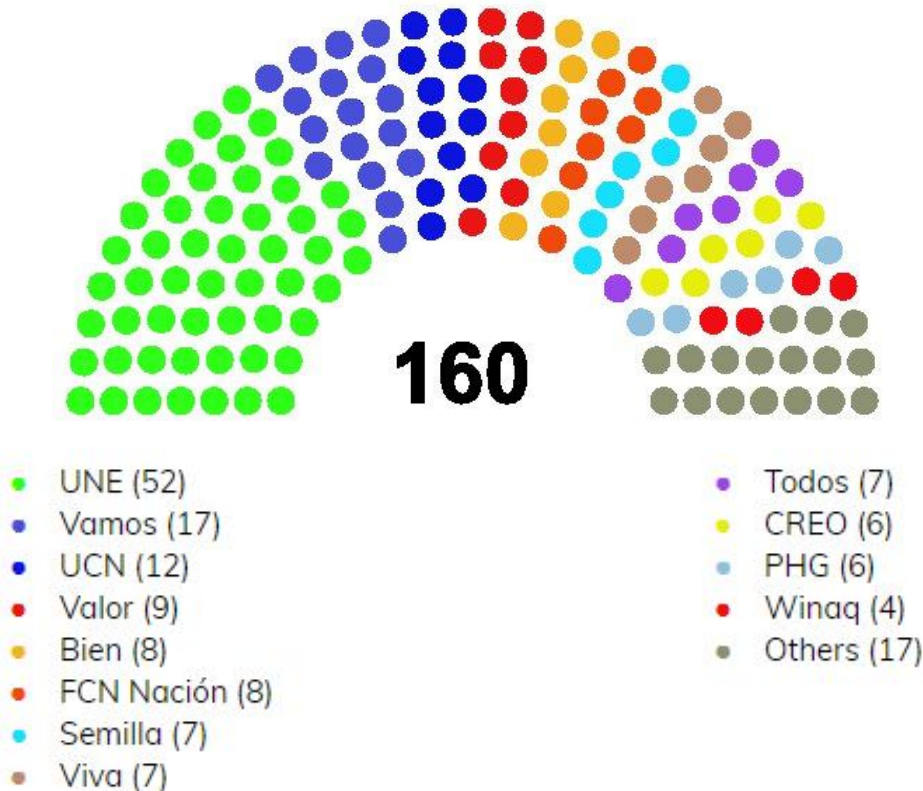 160
UNE (52)
Vamos (17)
UCN (12)
Valor (9)
Bien (8)
FCN Nación (8)
Semilla (7)
Viva (7)
Todos (7)
CREO (6)
PHG (6)
Winaq (4)
Others (17)